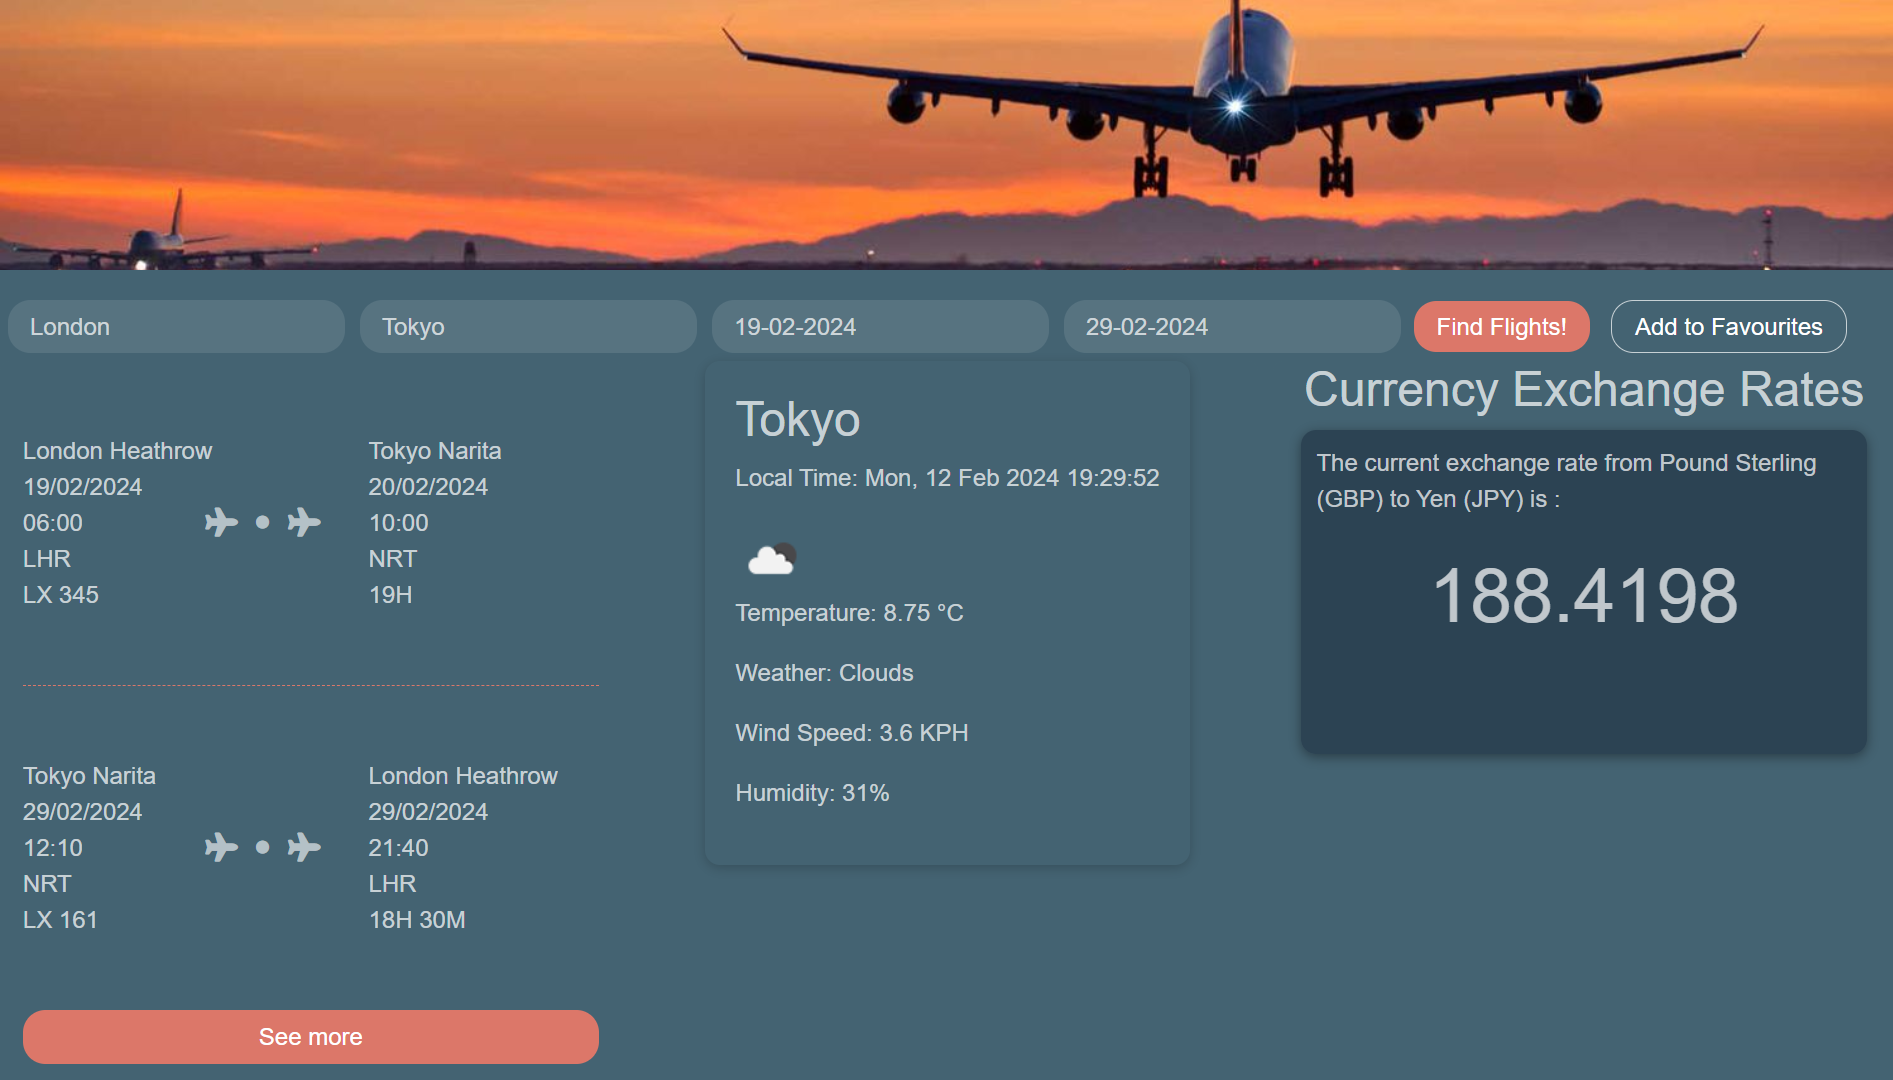 London
Tokyo
19-02-2024
29-02-2024
Find Flights!
Add to Favourites
London Heathrow
19/02/2024
06:00
LHR
LX 345
Tokyo Narita
20/02/2024
10:00
NRT
19H
Tokyo Narita
29/02/2024
12:10
NRT
LX 161
London Heathrow
29/02/2024
21:40
LHR
18H 30M
See more
Tokyo
Local Time: Mon, 12 Feb 2024 19:29:52
Temperature: 8.75 °C
Weather: Clouds
Wind Speed: 3.6 KPH
Humidity: 31%
Currency Exchange Rates
The current exchange rate from Pound Sterling
(GBP) to Yen (JPY) is :
188.4198